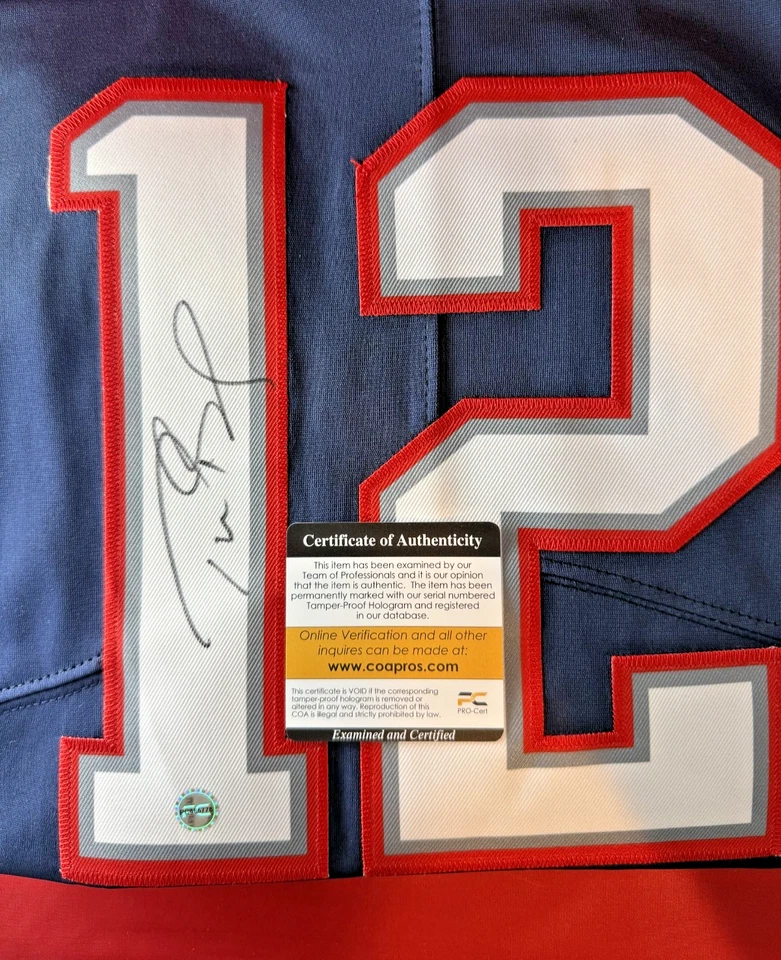 12
Certificate of Authenticity
This item has been examined by our
Team of Professionals and it is our opinion
that the item is authentic. The item has been
permanently marked with our serial numbered
Tamper-Proof Hologram and registered
in our database.
Online Verification and all other
inquires can be made at:
www.coapros.com
This certificate is VOID if the corresponding
tamper-proof hologram is removed or
altered in any way. Reproduction of this
COA is illegal and strictly prohibited by law.
PRO-Cert
Examined and Certified